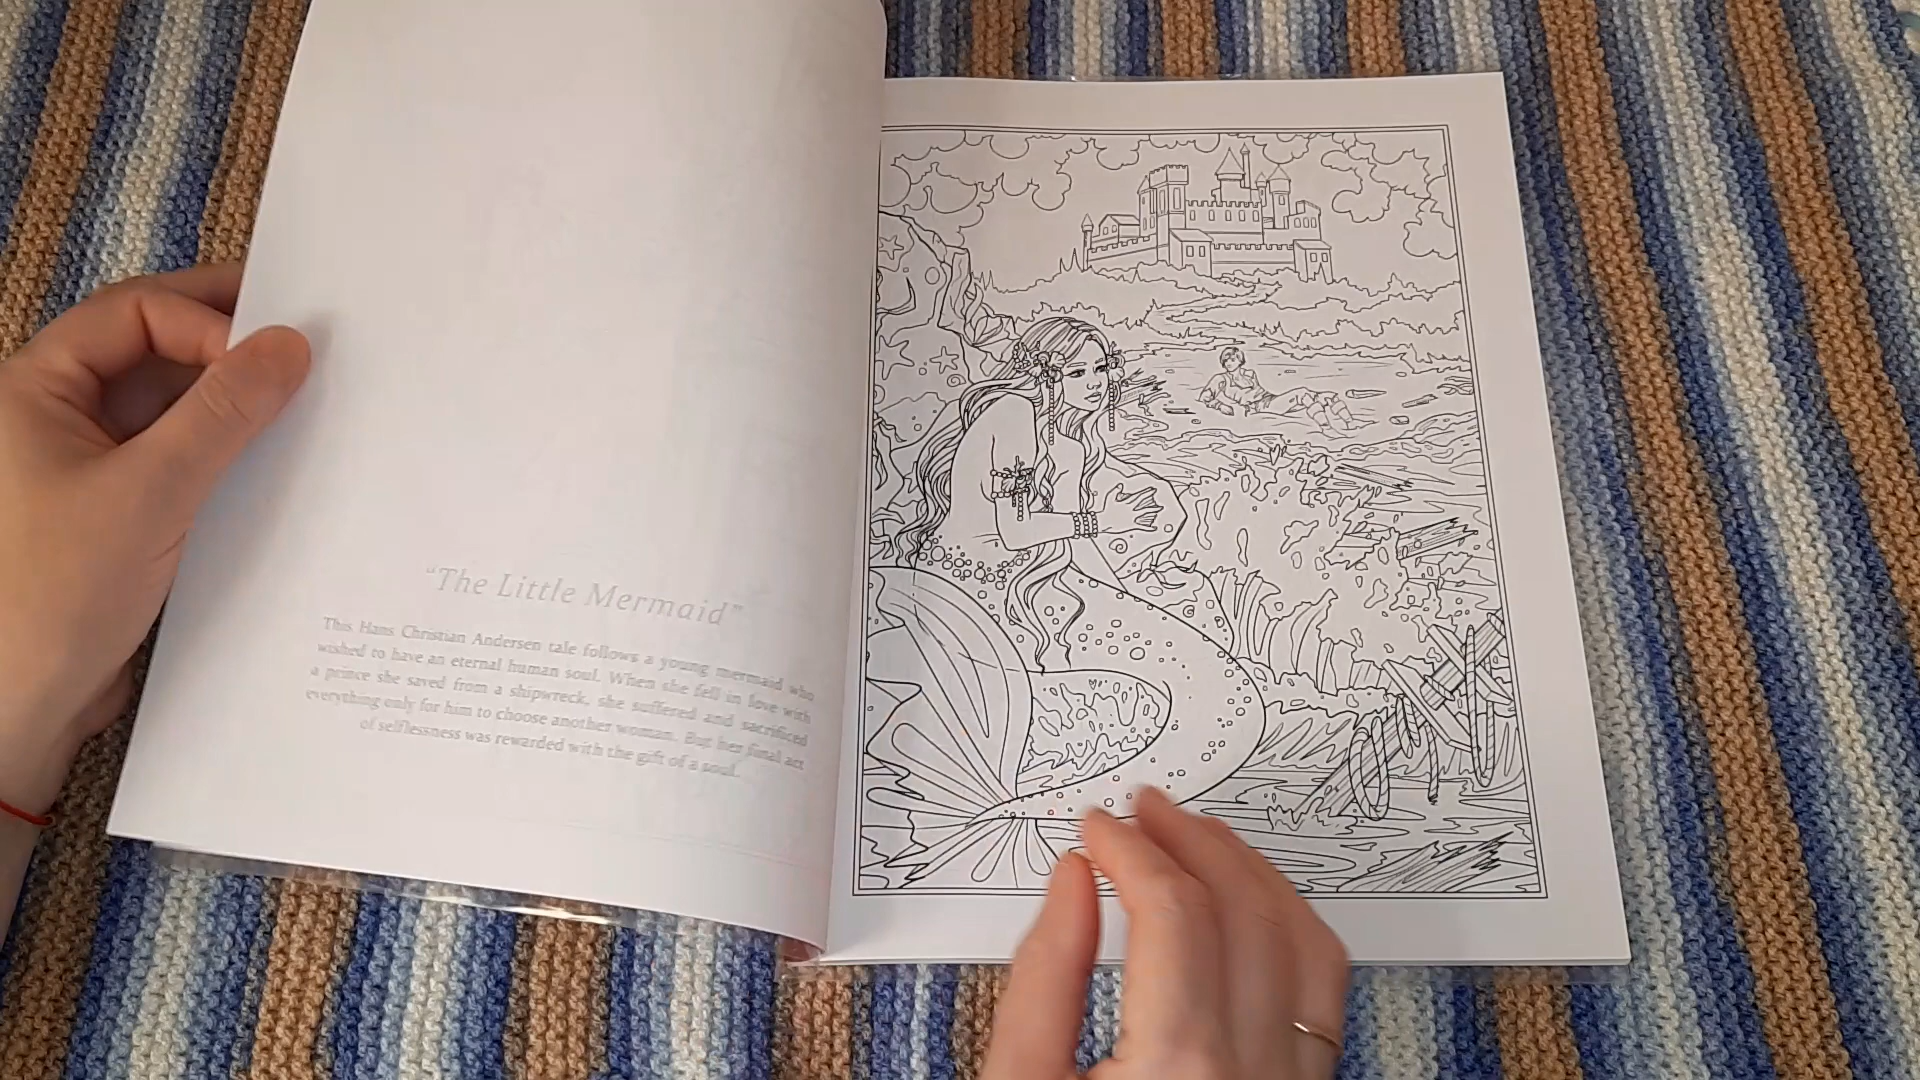 "The Little Mermaid"
This Hans Christian Andersen tale follows a young mermaid who
wished to have an eternal human soul. When she fell in love with
a prince she saved from a shipwreck, she suffered and sacrificed
everything only for him to choose another woman. But her final act
of selflessness was rewarded with the gift of a soul.